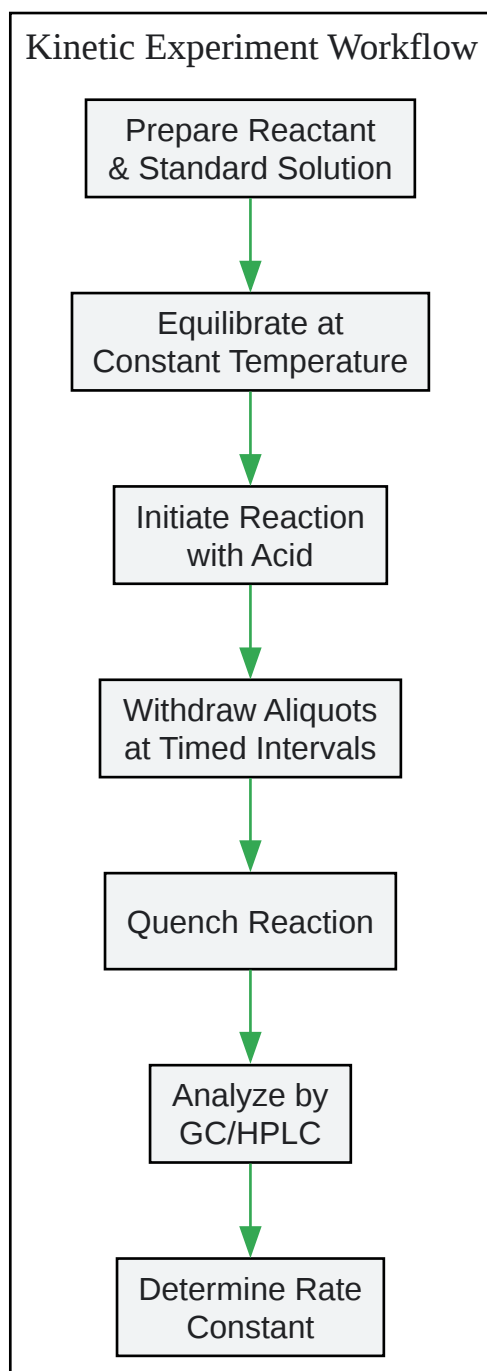 Kinetic Experiment Workflow
Prepare Reactant
& Standard Solution
Equilibrate at
Constant Temperature
Initiate Reaction
with Acid
Withdraw Aliquots
at Timed Intervals
Quench Reaction
Analyze by
GC/HPLC
Determine Rate
Constant